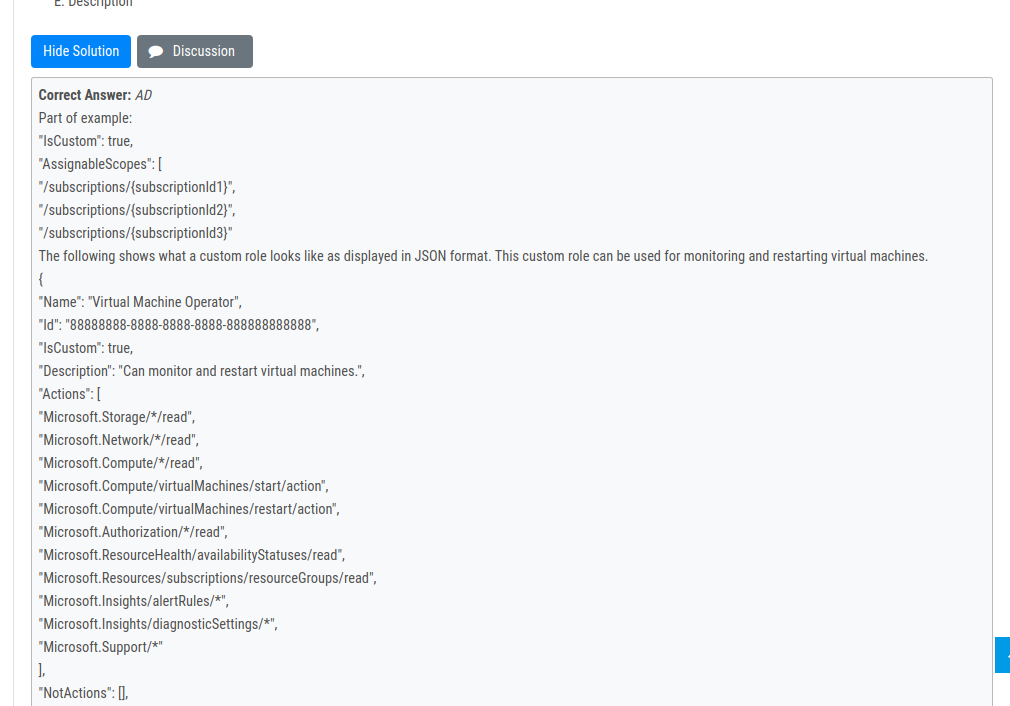 E. Description
Hide Solution
Discussion
Correct Answer: AD
Part of example:
"IsCustom": true,
"AssignableScopes": [
"/subscriptions/{subscriptionId1}",
"/subscriptions/{subscriptionId2}",
"/subscriptions/{subscriptionId3}"
The following shows what a custom role looks like as displayed in JSON format. This custom role can be used for monitoring and restarting virtual machines.
{
"Name": "Virtual Machine Operator",
"Id": "88888888-8888-8888-8888-888888888888",
"IsCustom": true,
"Description": "Can monitor and restart virtual machines.",
"Actions": [
"Microsoft.Storage/*/read",
"Microsoft.Network/*/read",
"Microsoft.Compute/*/read",
"Microsoft.Compute/virtualMachines/start/action",
"Microsoft.Compute/virtualMachines/restart/action",
"Microsoft.Authorization/*/read",
"Microsoft.ResourceHealth/availabilityStatuses/read",
"Microsoft.Resources/subscriptions/resourceGroups/read",
"Microsoft.Insights/alertRules/*",
"Microsoft.Insights/diagnosticSettings/*",
"Microsoft.Support/*"
],
"NotActions": [],